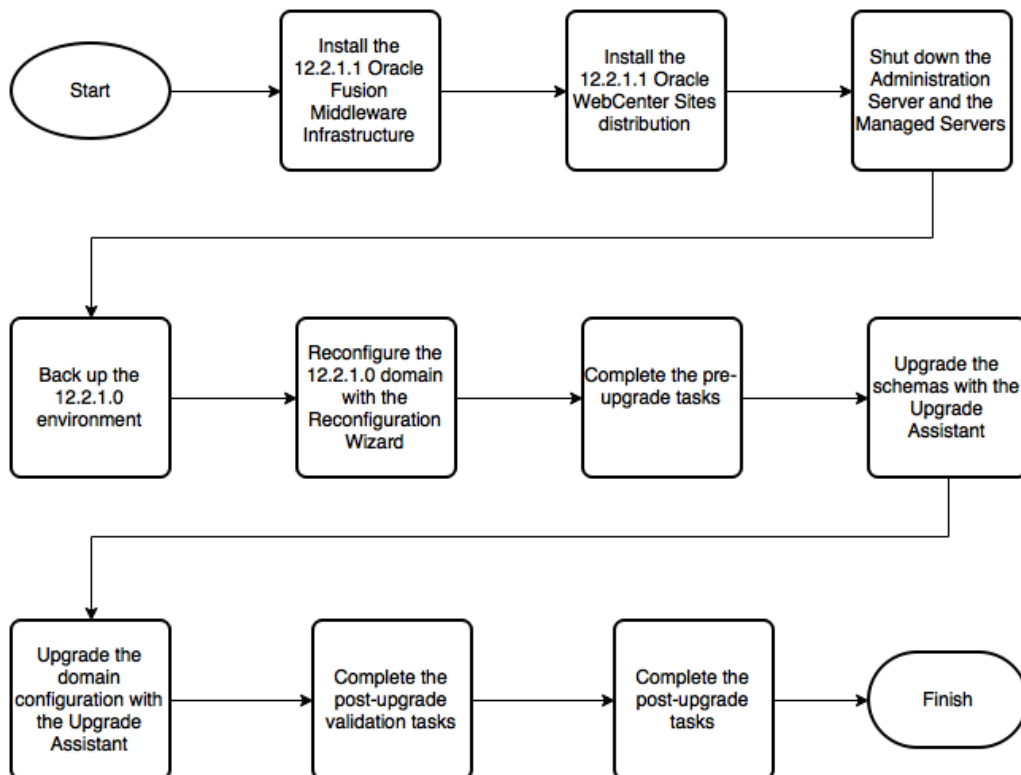 Start
Install the
12.2.1.1 Oracle
Fusion
Middleware
Infrastructure
Install the
12.2.1.1 Oracle
WebCenter Sites
distribution
Shut down the
Administration
Server and the
Managed Servers
Back up the
12.2.1.0
environment
Reconfigure the
12.2.1.0 domain
with the
Reconfiguration
Wizard
Complete the pre-
upgrade tasks
Upgrade the
schemas with the
Upgrade
Assistant
Upgrade the
domain
configuration with
the Upgrade
Assistant
Complete the
post-upgrade
validation tasks
Complete the
post-upgrade
tasks
Finish